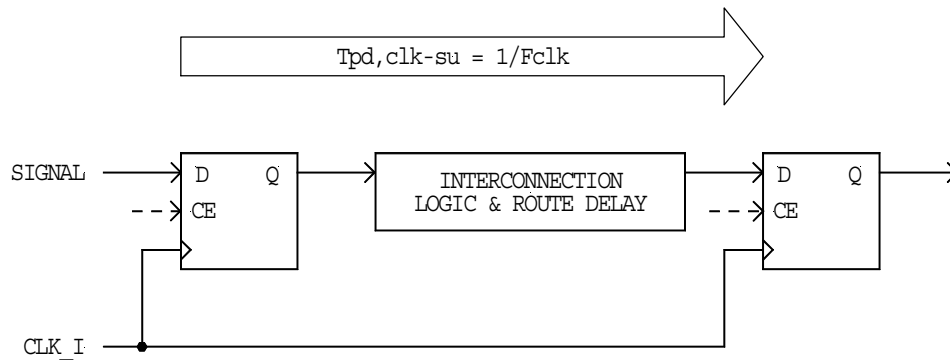 Tpd,clk-su = 1/Fclk
SIGNAL
D
Q
CE
INTERCONNECTION
LOGIC & ROUTE DELAY
D
Q
CE
CLK_I